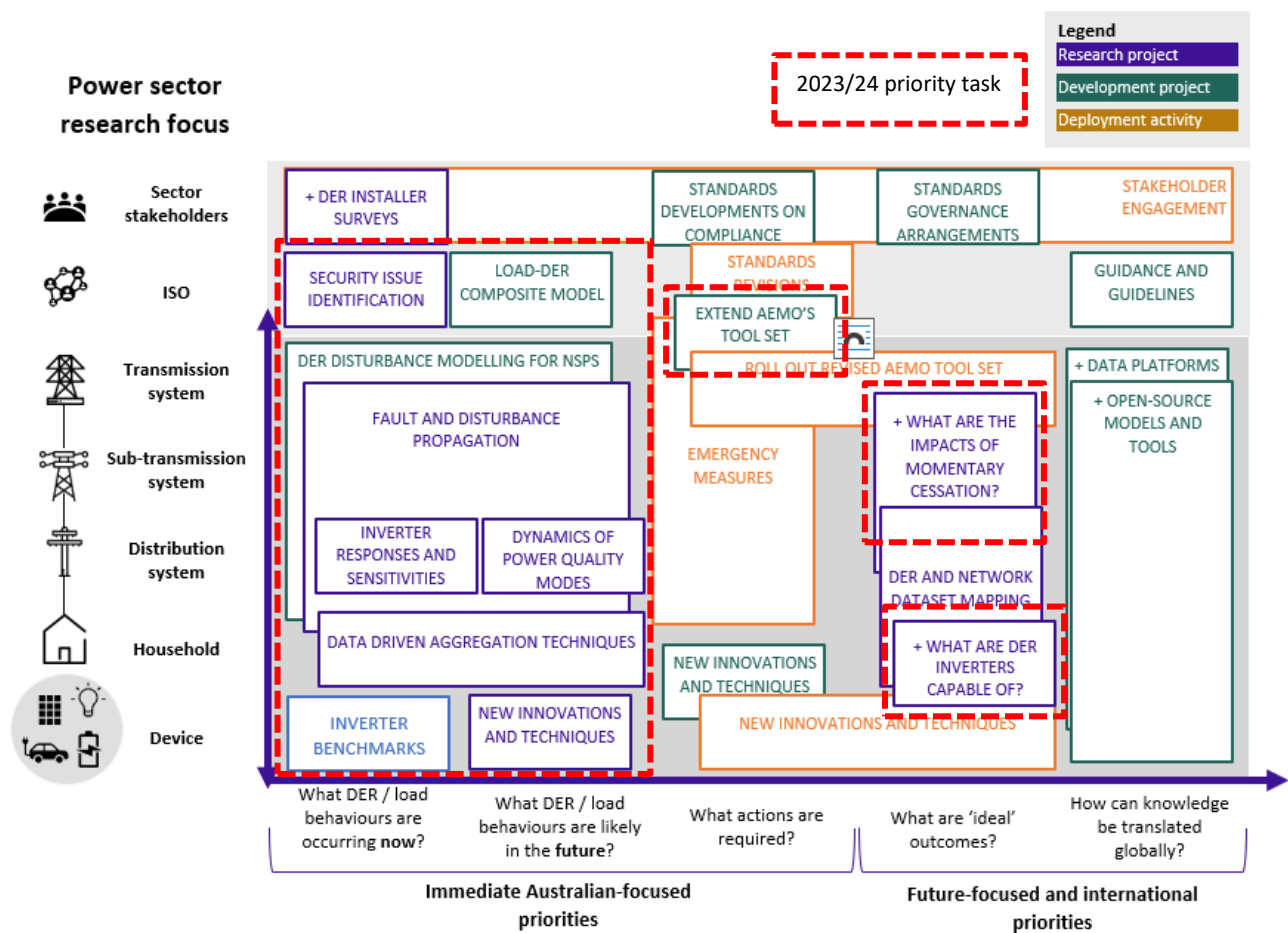 Legend
Research project
Development project
Deployment activity
2023/24 priority task
Power sector
research focus
Sector
stakeholders
ISO
Transmission
system
Sub-transmission
system
Distribution
system
Household
Device
+ DER INSTALLER
SURVEYS
STANDARDS
DEVELOPMENTS ON
COMPLIANCE
STANDARDS
GOVERNANCE
ARRANGEMENTS
STAKEHOLDER
ENGAGEMENT
SECURITY ISSUE
IDENTIFICATION
LOAD-DER
COMPOSITE MODEL
STANDARDS
REVISIONS
GUIDANCE AND
GUIDELINES
EXTEND AEMO'S
TOOL SET
DER DISTURBANCE MODELLING FOR NSPS
ROLL OUT REVISED AEMO TOOL SET
+ DATA PLATFORMS
FAULT AND DISTURBANCE
PROPAGATION
+ WHAT ARE THE
IMPACTS OF
MOMENTARY
CESSATION?
+ OPEN-SOURCE
MODELS AND
TOOLS
EMERGENCY
MEASURES
INVERTER
RESPONSES AND
SENSITIVITIES
DYNAMICS OF
POWER QUALITY
MODES
DER AND NETWORK
DATASET MAPPING
DATA DRIVEN AGGREGATION TECHNIQUES
+ WHAT ARE DER
INVERTERS
CAPABLE OF?
NEW INNOVATIONS
AND TECHNIQUES
INVERTER
BENCHMARKS
NEW INNOVATIONS
AND TECHNIQUES
NEW INNOVATIONS AND TECHNIQUES
What DER / load
behaviours are
occurring now?
What DER / load
behaviours are likely
in the future?
What actions are
required?
What are 'ideal'
outcomes?
How can knowledge
be translated
globally?
Immediate Australian-focused
priorities
Future-focused and international
priorities